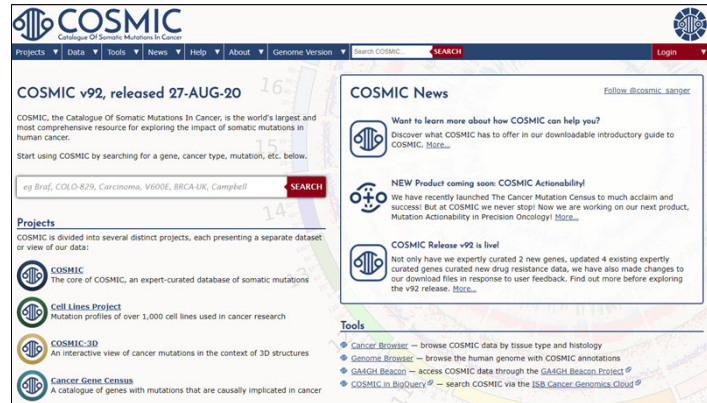 COSMIC
Catalogue Of Somatic Mutations In Cancer
Projects ▼ Data ▼ Tools ▼ News ▼ Help ▼ About ▼ Genome Version ▼ Search COSMIC... SEARCH Login ▼
COSMIC v92, released 27-AUG-20
COSMIC, the Catalogue Of Somatic Mutations In Cancer, is the world's largest and
most comprehensive resource for exploring the impact of somatic mutations in
human cancer.
Start using COSMIC by searching for a gene, cancer type, mutation, etc. below.
eg Braf, COLO-829, Carcinoma, V600E, BRCA-UK, Campbell SEARCH
Projects
COSMIC is divided into several distinct projects, each presenting a separate dataset
or view of our data:
COSMIC
The core of COSMIC, an expert-curated database of somatic mutations
Cell Lines Project
Mutation profiles of over 1,000 cell lines used in cancer research
COSMIC-3D
An interactive view of cancer mutations in the context of 3D structures
Cancer Gene Census
A catalogue of genes with mutations that are causally implicated in cancer
COSMIC News
Follow @cosmic_sanger
Want to learn more about how COSMIC can help you?
Discover what COSMIC has to offer in our downloadable introductory guide to
COSMIC. More...
NEW Product coming soon: COSMIC Actionability!
We have recently launched The Cancer Mutation Census to much acclaim and
success! But at COSMIC we never stop! Now we are working on our next product,
Mutation Actionability in Precision Oncology! More...
COSMIC Release v92 is live!
Not only have we expertly curated 2 new genes, updated 4 existing expertly
curated genes curated new drug resistance data, we have also made changes to
our download files in response to user feedback. Find out more before exploring
the v92 release. More...
Tools
Cancer Browser — browse COSMIC data by tissue type and histology
Genome Browser — browse the human genome with COSMIC annotations
GA4GH Beacon — access COSMIC data through the GA4GH Beacon Project
COSMIC in BigQuery — search COSMIC via the ISB Cancer Genomics Cloud
16
15
14